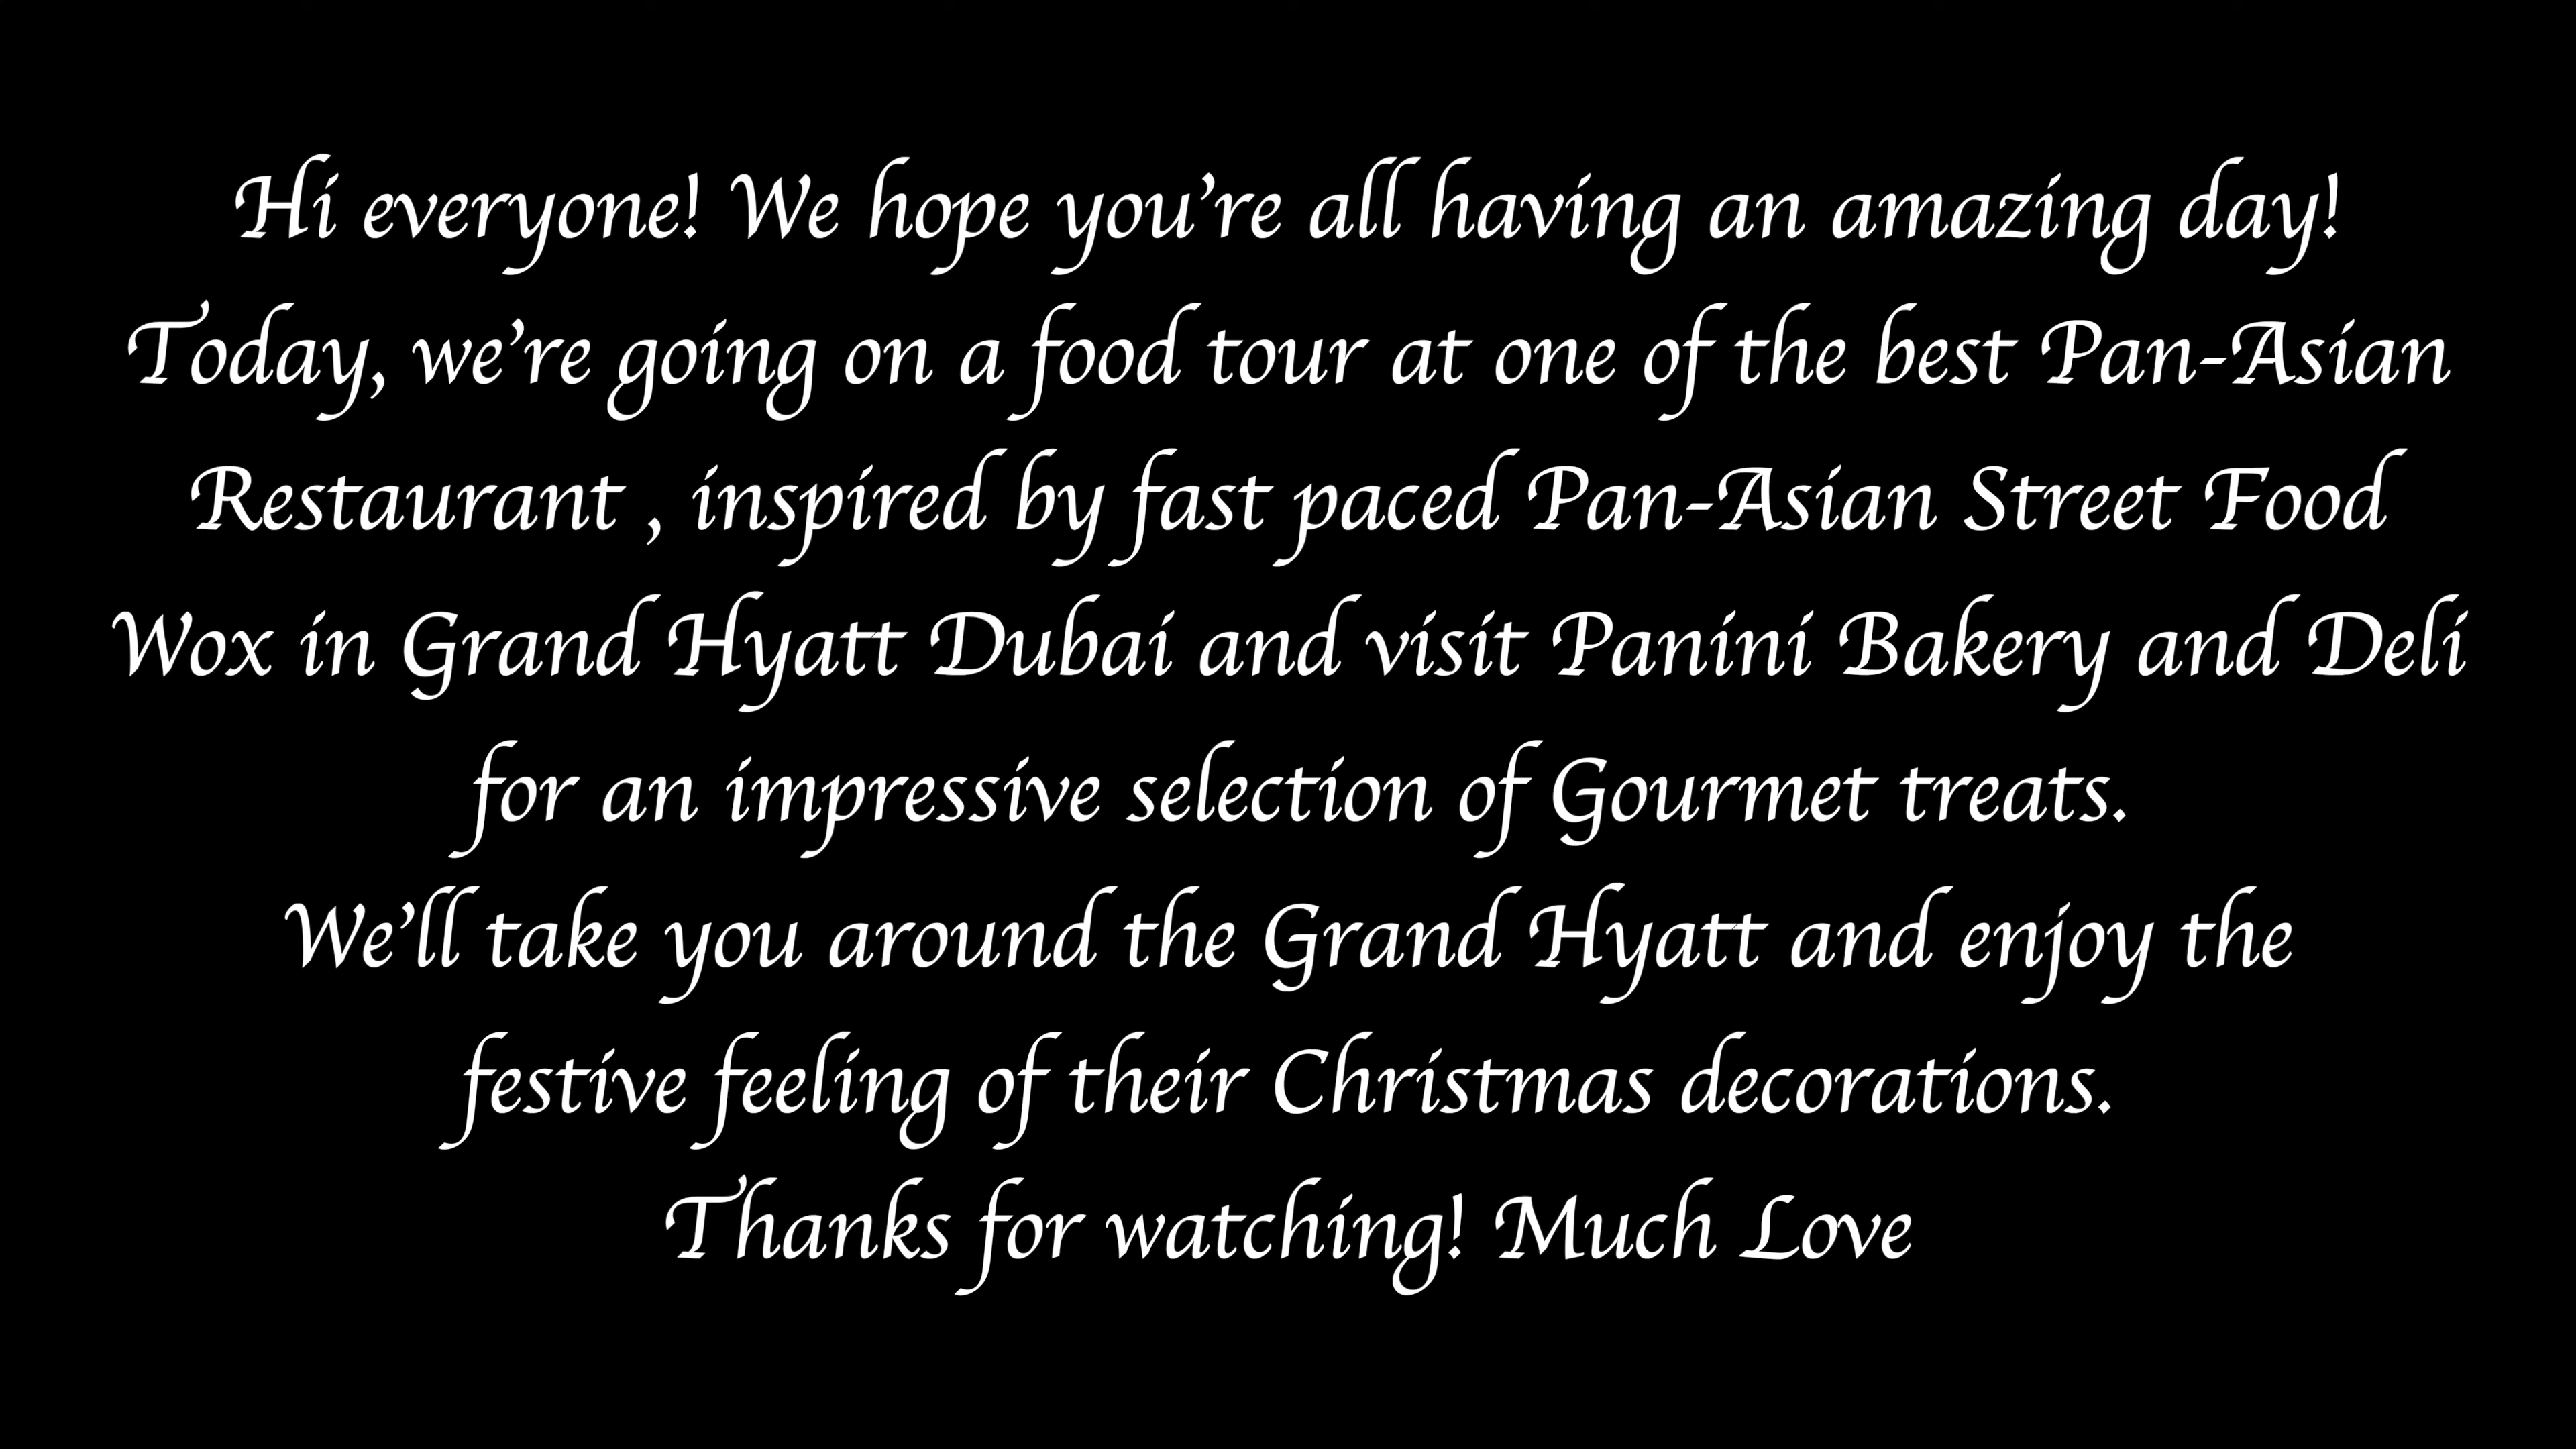 Hi everyone! We hope you're all having an amazing day!
Today, we're going on a food tour at one of the best Pan-Asian
Restaurant , inspired by fast paced Pan-Asian Street Food
Wox in Grand Hyatt Dubai and visit Panini Bakery and Deli
for an impressive selection of Gourmet treats.
We'll take you around the Grand Hyatt and enjoy the
festive feeling of their Christmas decorations.
Thanks for watching! Much Love